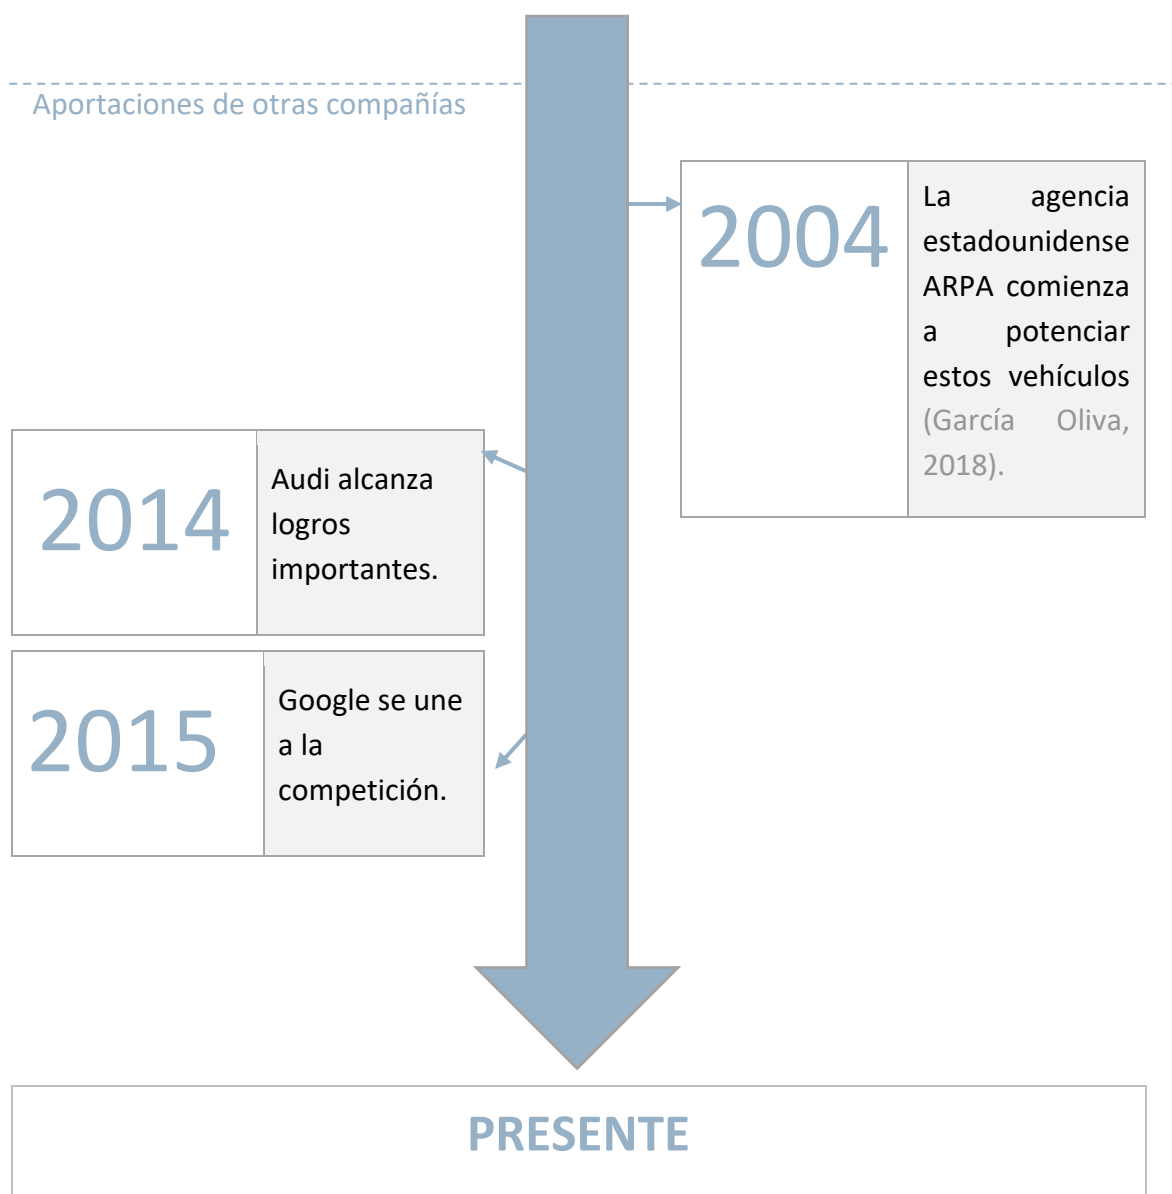 Aportaciones de otras compañías
2004
La agencia
estadounidense
ARPA comienza
a potenciar
estos vehículos
(García Oliva,
2018).
2014
Audi alcanza
logros
importantes.
2015
Google se une
a la
competición.
PRESENTE